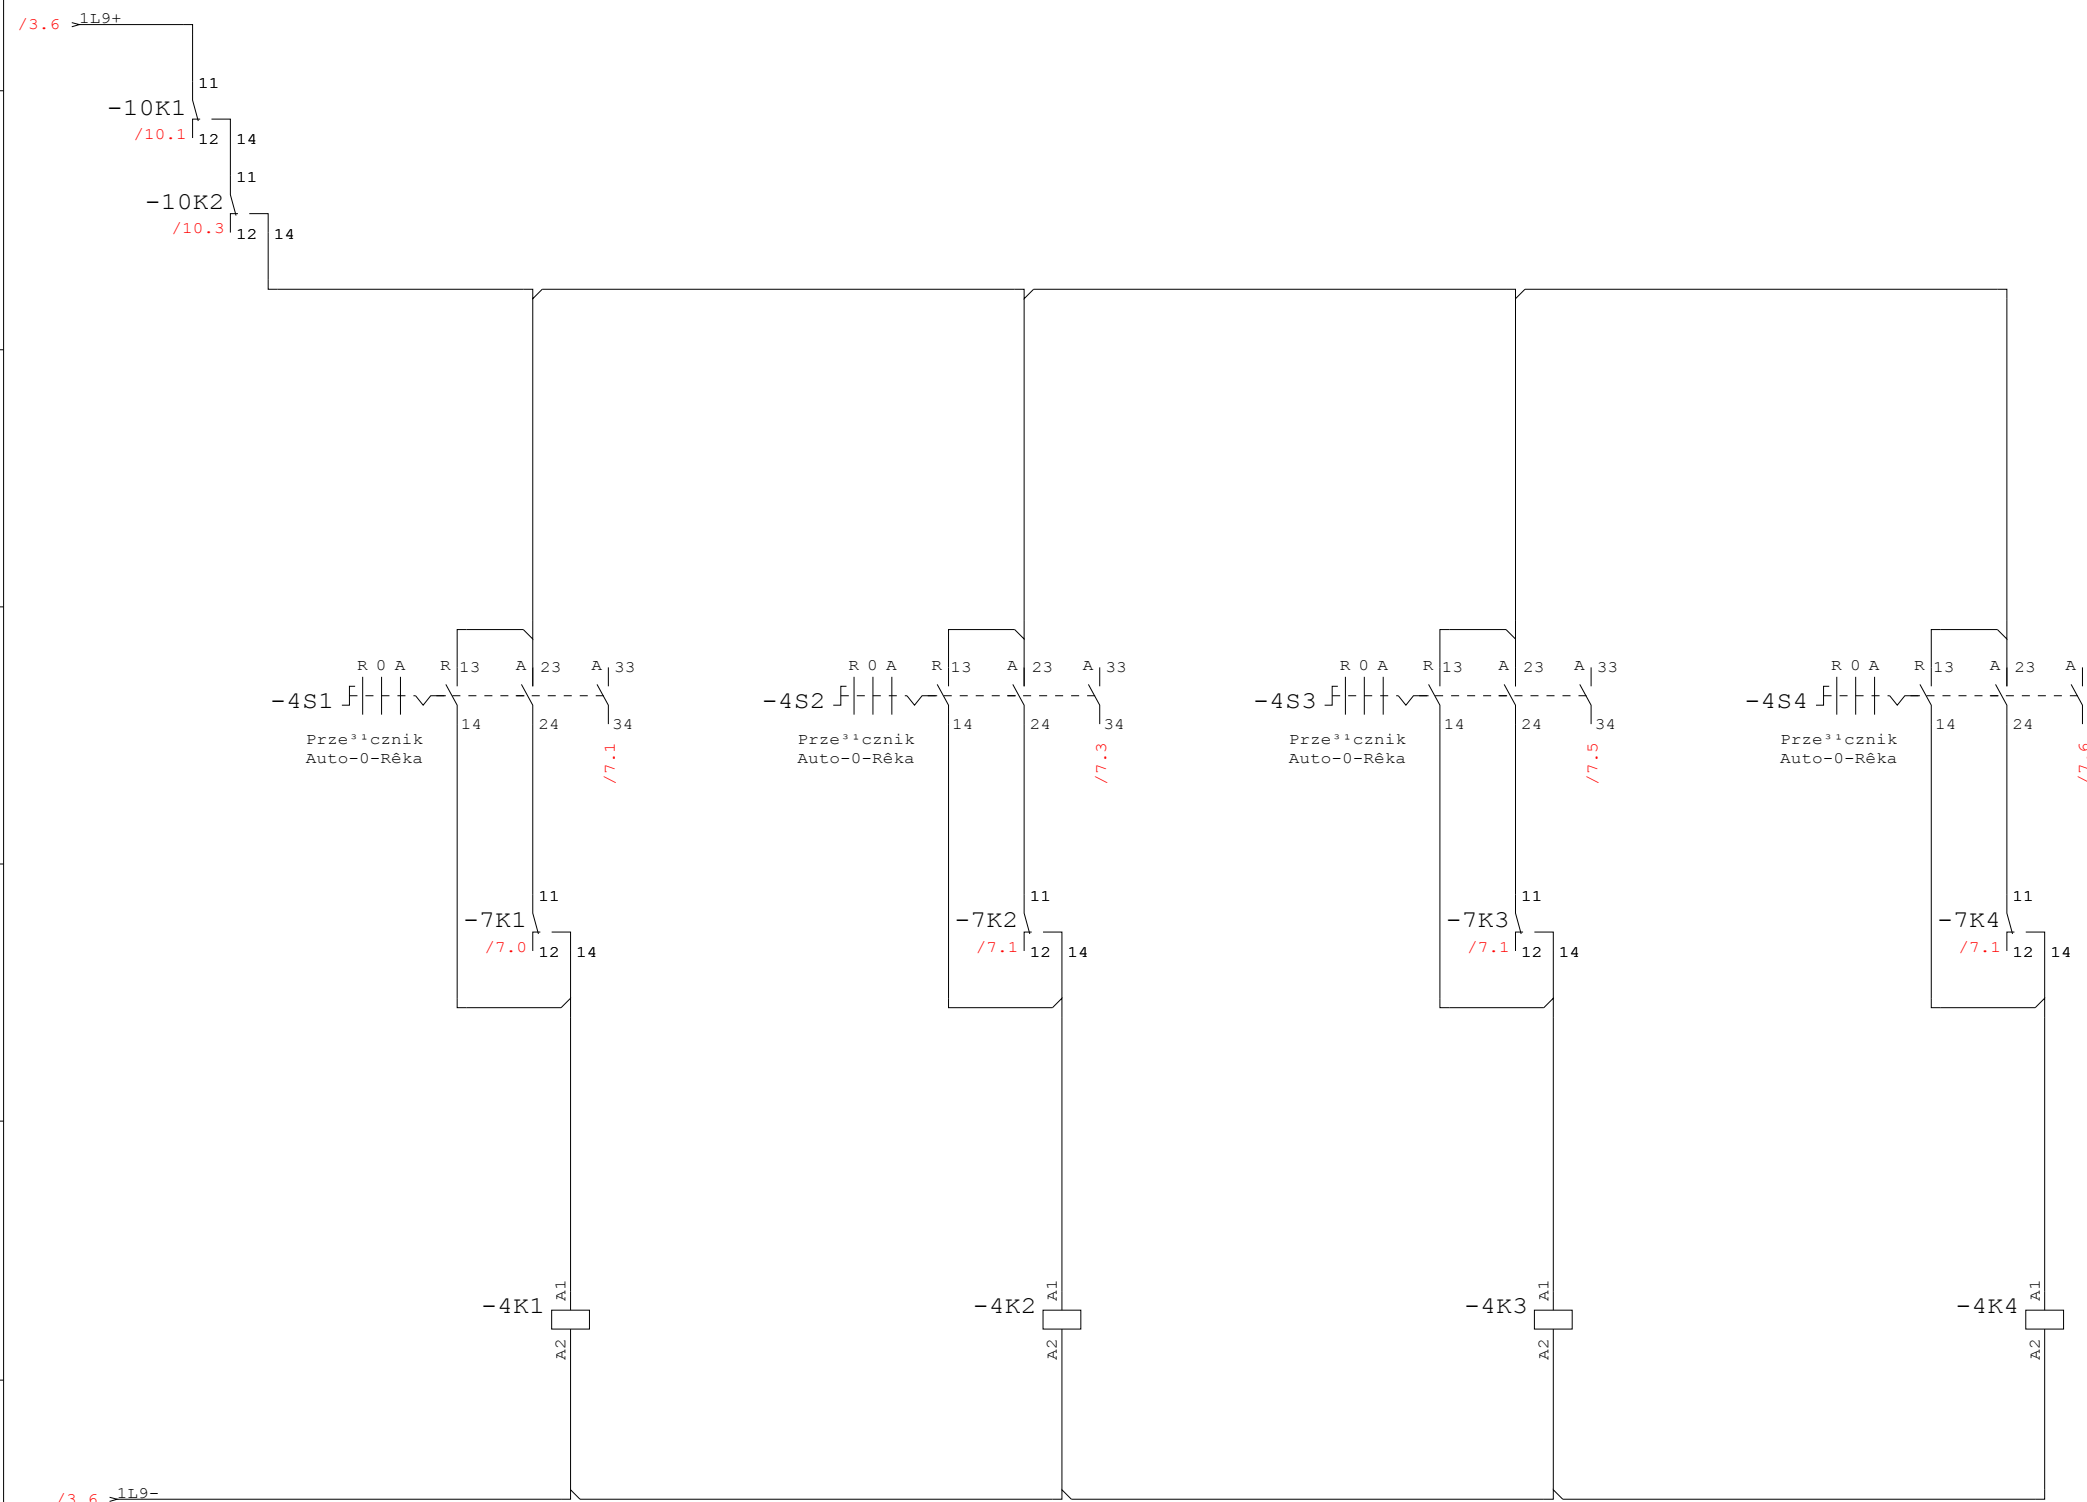 /3.6 1L9+
11
-10K1
/10.1 12 14
11
-10K2
/10.3 12 14
R 0 A R 13 A 23 A 33
-4S1
14 24 34
Prze³¹cznik
Auto-0-Rêka
/7.1
R 0 A R 13 A 23 A 33
-4S2
14 24 34
Prze³¹cznik
Auto-0-Rêka
/7.3
R 0 A R 13 A 23 A 33
-4S3
14 24 34
Prze³¹cznik
Auto-0-Rêka
/7.5
R 0 A R 13 A 23 A
-4S4
14 24
Prze³¹cznik
Auto-0-Rêka
/7.6
11
-7K1
/7.0 12 14
11
-7K2
/7.1 12 14
11
-7K3
/7.1 12 14
11
-7K4
/7.1 12 14
A1
-4K1
A2
A1
-4K2
A2
A1
-4K3
A2
A1
-4K4
A2
/3.6 1L9-